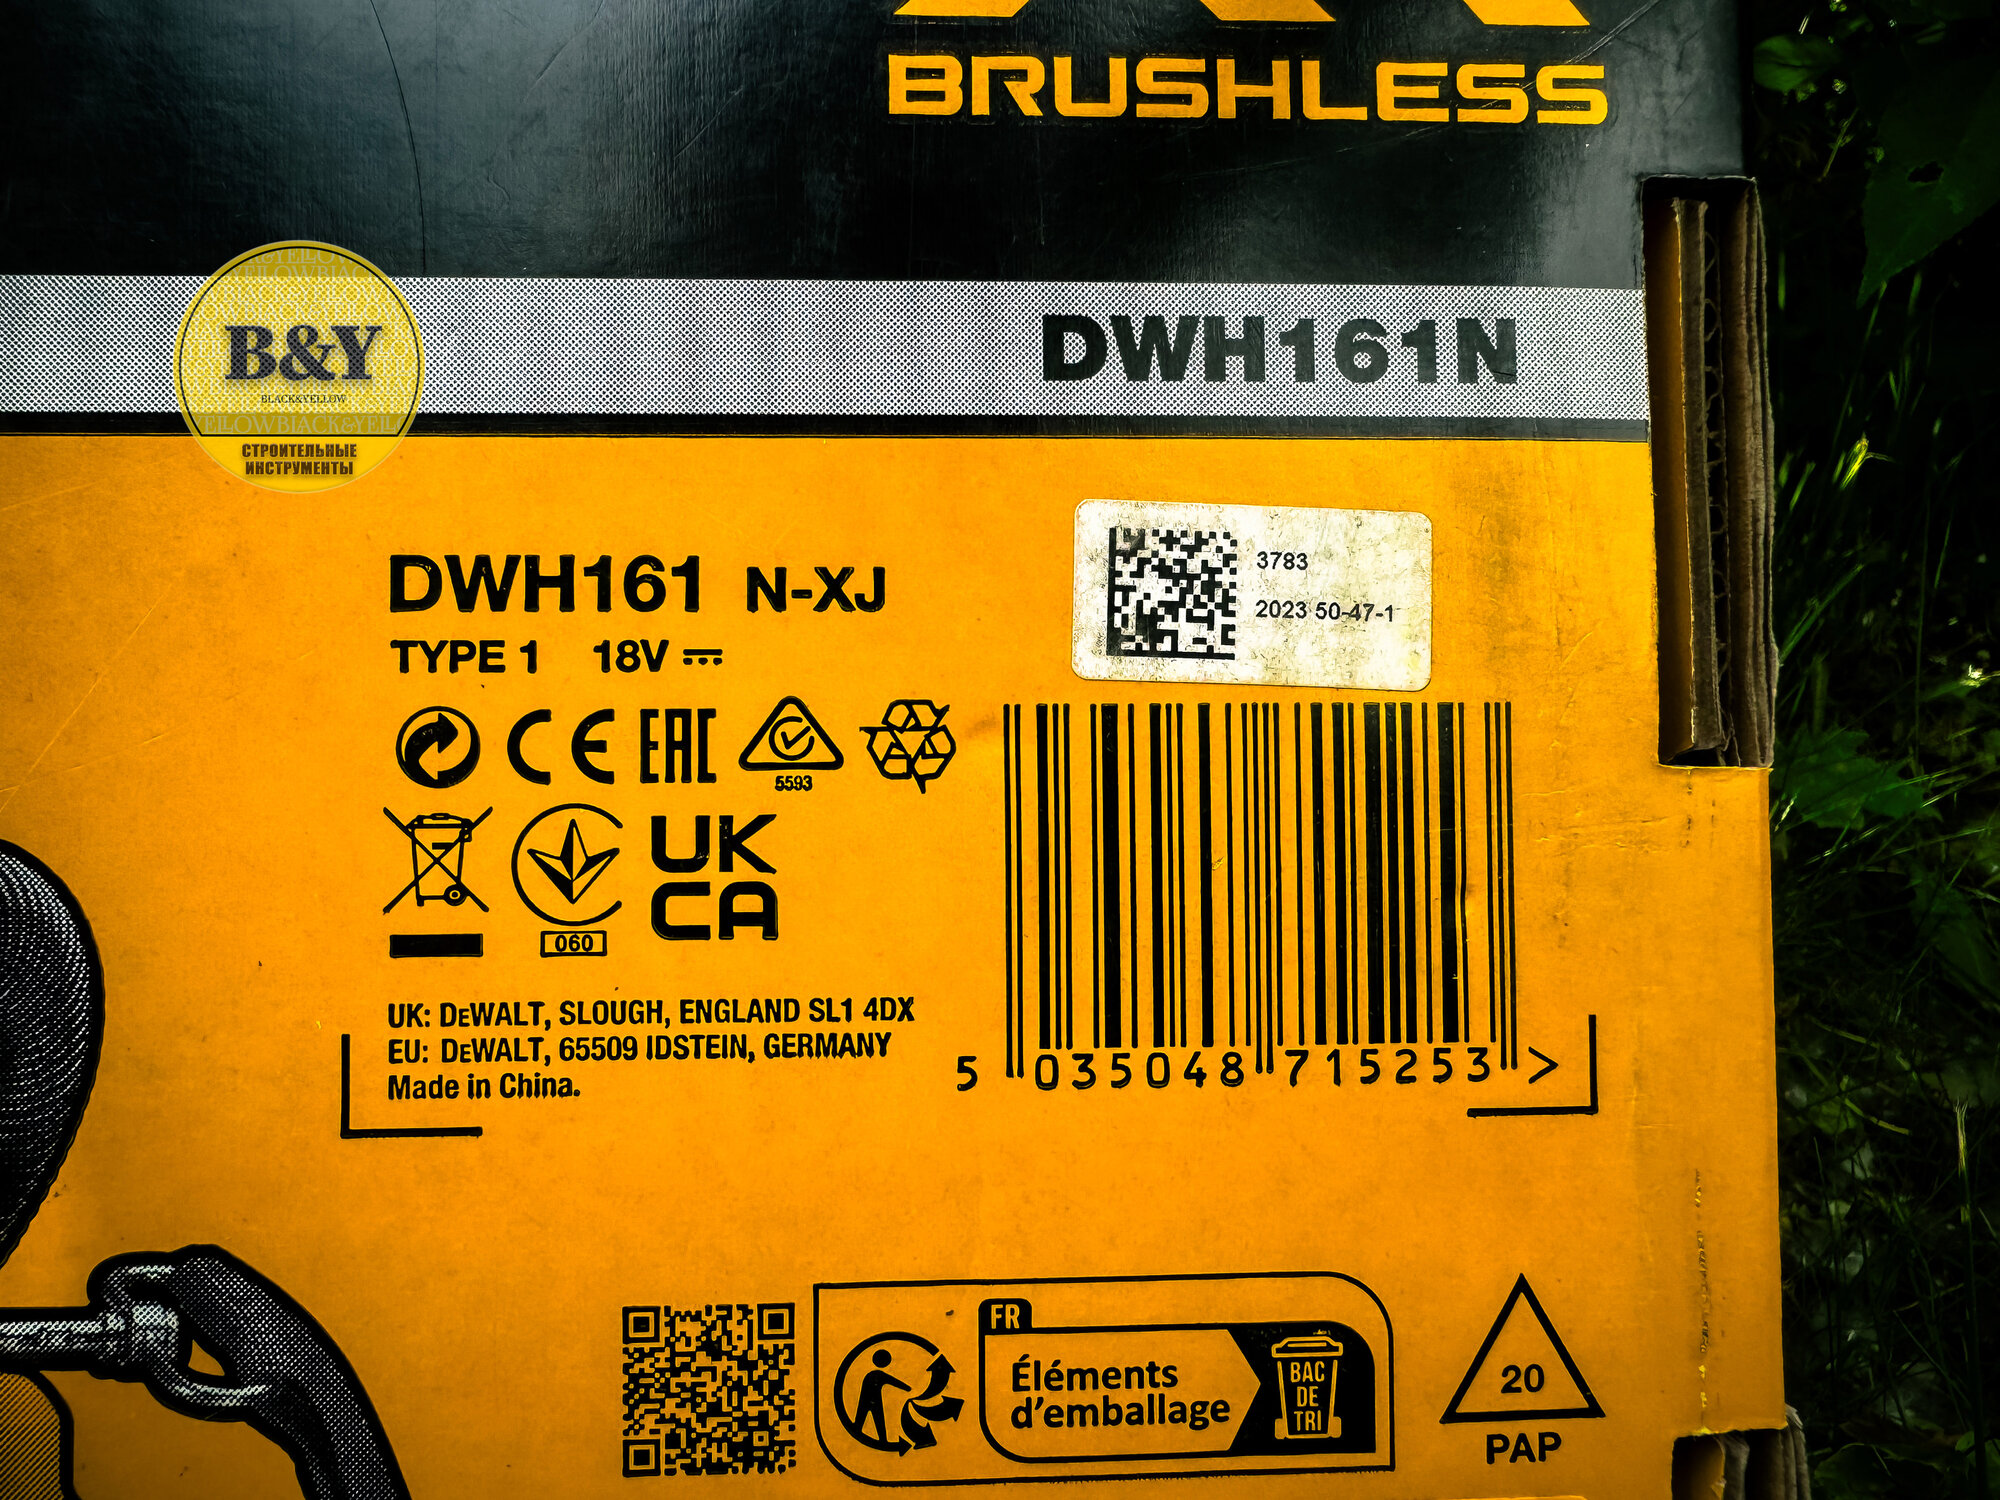 BRUSHLESS
DWH161N
B&Y
BLACK&YELLOW
СТРОИТЕЛЬНЫЕ
ИНСТРУМЕНТЫ
DWH161 N-XJ
TYPE 1 18V
3783
2023 50-47-1
CE EAC
5593
060
UK
CA
UK: DEWALT, SLOUGH, ENGLAND SL1 4DX
EU: DEWALT, 65509 IDSTEIN, GERMANY
Made in China.
5 035048 715253 >
FR
Éléments
d'emballage
BAC
DE
TRI
20
PAP